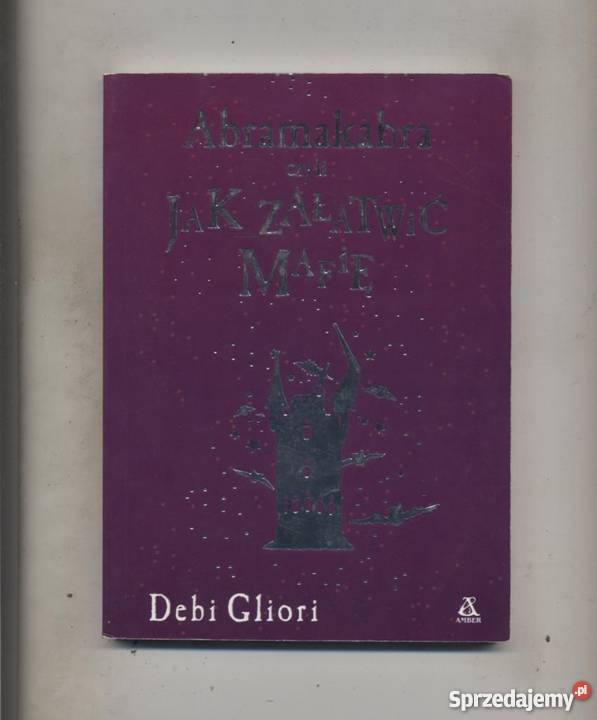 Abramakabra
czyli
JAK ZAŁATWIĆ
MAFIĘ
Debi Gliori
AMBER
Sprzedajemy.pl